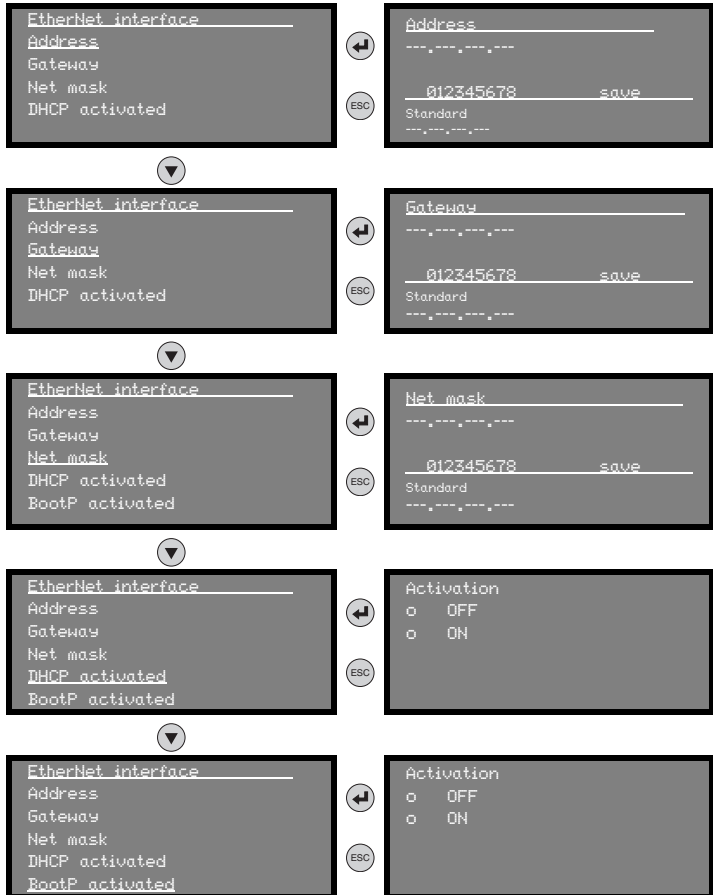 EtherNet interface
Address
Gateway
Net mask
DHCP activated
ESC
Address
---.---.---.---
012345678 save
Standard
---.---.---.---
EtherNet interface
Address
Gateway
Net mask
DHCP activated
ESC
Gateway
---.---.---.---
012345678 save
Standard
---.---.---.---
EtherNet interface
Address
Gateway
Net mask
DHCP activated
BootP activated
ESC
Net mask
---.---.---.---
012345678 save
Standard
---.---.---.---
EtherNet interface
Address
Gateway
Net mask
DHCP activated
BootP activated
ESC
Activation
o OFF
o ON
EtherNet interface
Address
Gateway
Net mask
DHCP activated
BootP activated
ESC
Activation
o OFF
o ON